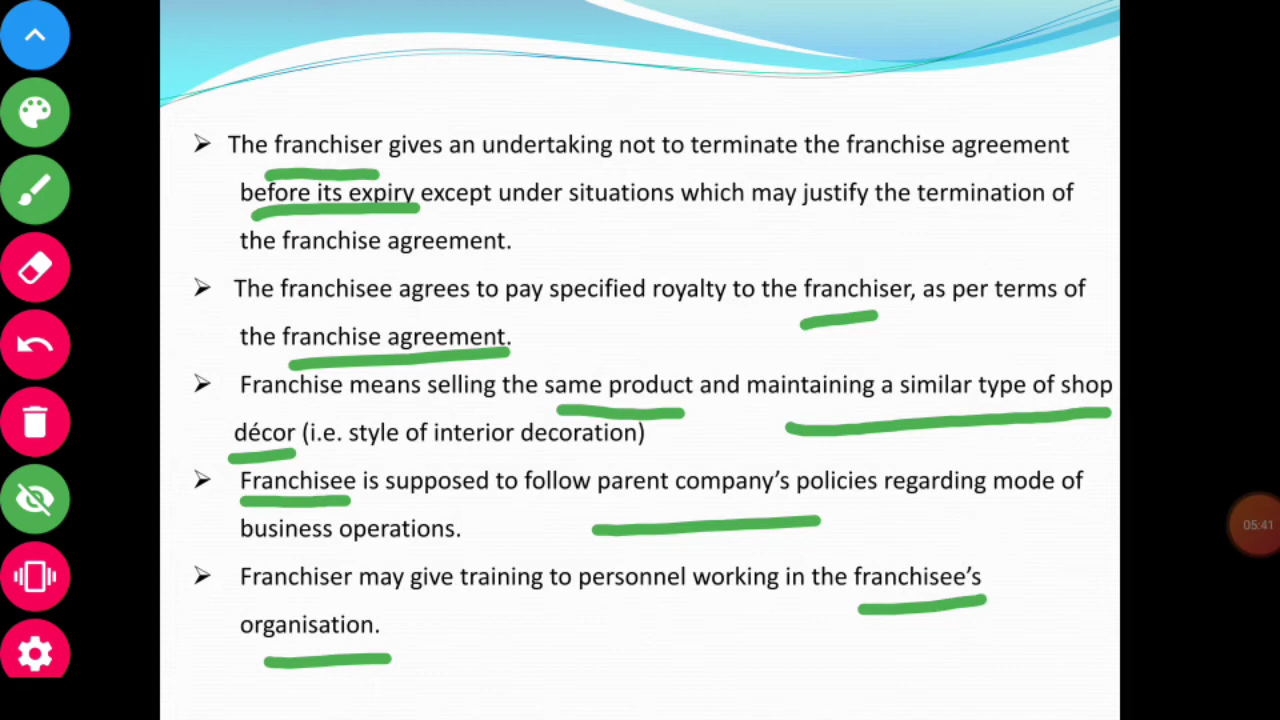 ➢ The franchiser gives an undertaking not to terminate the franchise agreement
before its expiry except under situations which may justify the termination of
the franchise agreement.
➢ The franchisee agrees to pay specified royalty to the franchiser, as per terms of
the franchise agreement.
➢ Franchise means selling the same product and maintaining a similar type of shop
décor (i.e. style of interior decoration)
➢ Franchisee is supposed to follow parent company’s policies regarding mode of
business operations.
➢ Franchiser may give training to personnel working in the franchisee’s
organisation.
05:41